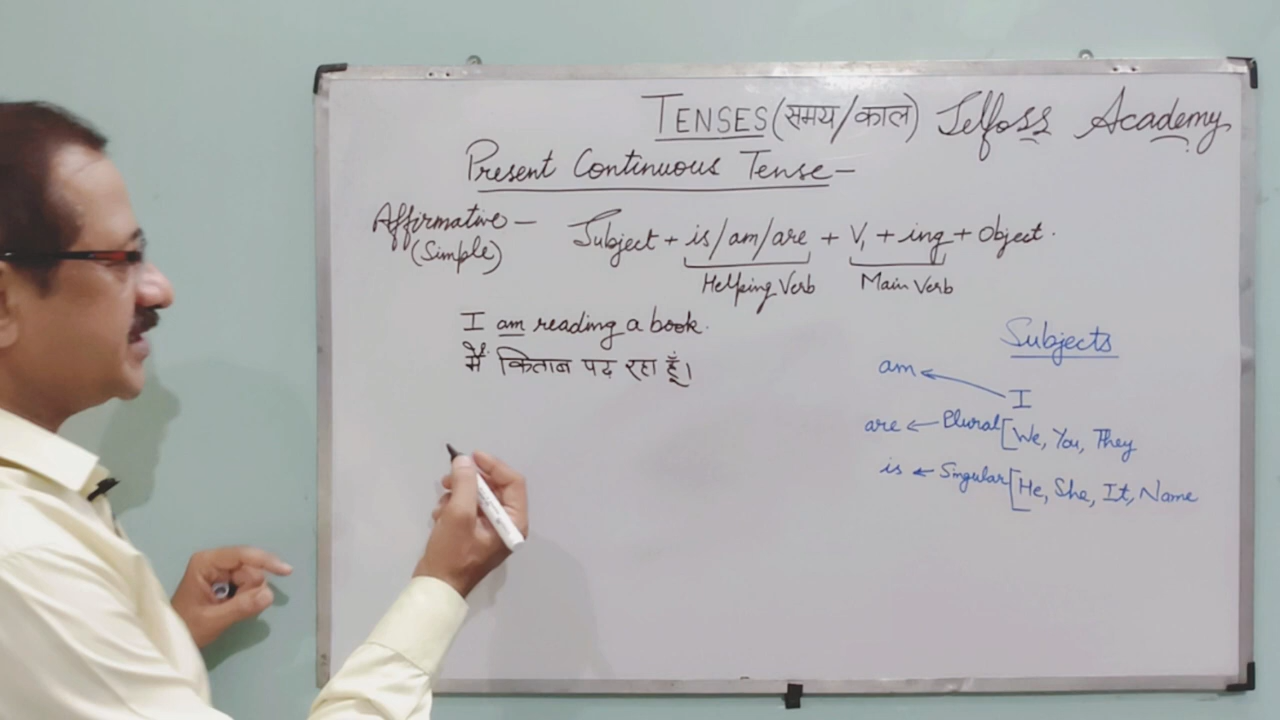 TENSES (समय/काल) Selfoss Academy
Present Continuous Tense —
Affirmative — Subject + is/am/are + V₁ + ing + Object.
(Simple)
Helping Verb Main Verb
I am reading a book.
मैं किताब पढ़ रहा हूँ।
Subjects
am ← I
are ← Plural [We, You, They
is ← Singular [He, She, It, Name